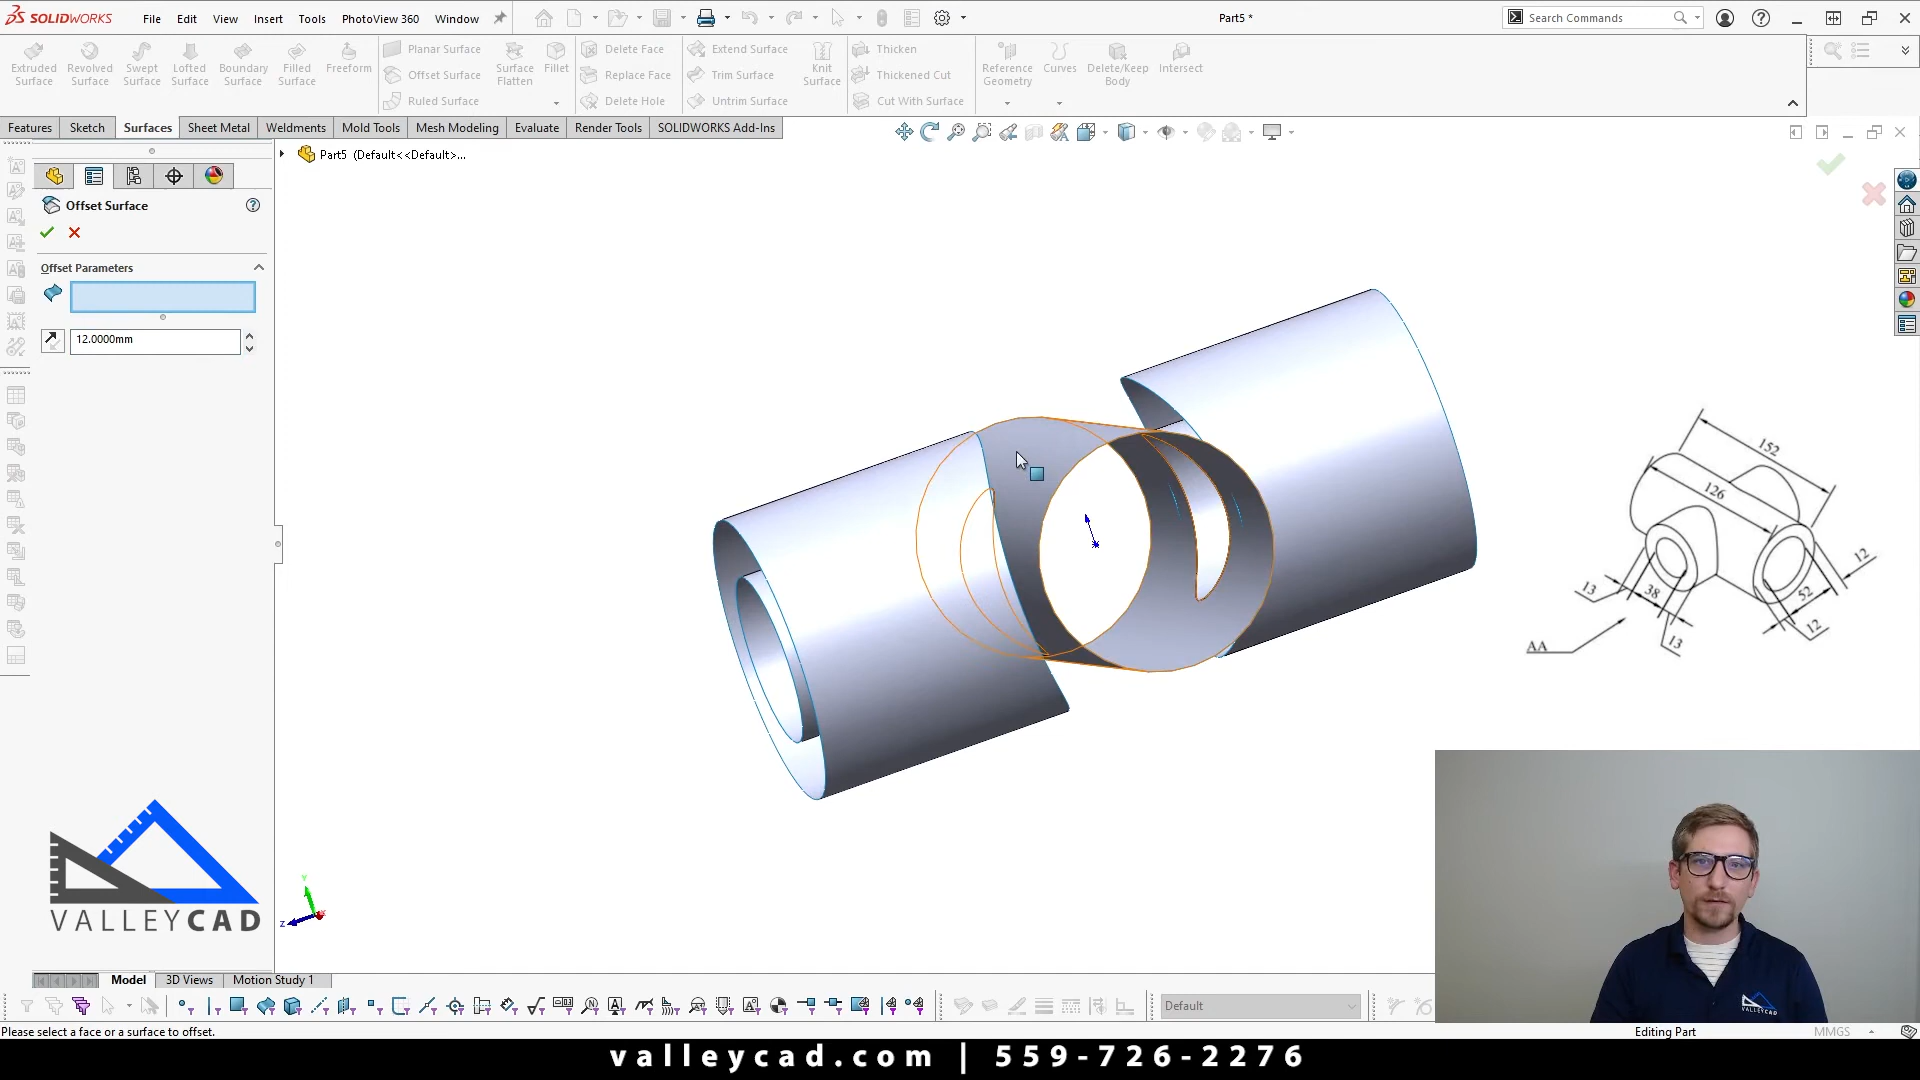 SOLIDWORKS File Edit View Insert Tools PhotoView 360 Window Part5 * Search Commands
Extruded Surface
Revolved Surface
Swept Surface
Lofted Surface
Boundary Surface
Filled Surface
Freeform
Planar Surface
Offset Surface
Ruled Surface
Surface Flatten
Fillet
Delete Face
Replace Face
Delete Hole
Extend Surface
Trim Surface
Untrim Surface
Knit Surface
Thicken
Thickened Cut
Cut With Surface
Reference Geometry
Curves
Delete/Keep Body
Intersect
Features Sketch Surfaces Sheet Metal Weldments Mold Tools Mesh Modeling Evaluate Render Tools SOLIDWORKS Add-Ins
Part5 (Default<<Default>...
Offset Surface
Offset Parameters
12.0000mm
152
126
12
13
38
52
12
13
AA
VALLEYCAD
Y
Z
X
VALLEYCAD
Model 3D Views Motion Study 1
Default
Please select a face or a surface to offset.
Editing Part MMGS
valleycad.com | 559-726-2276